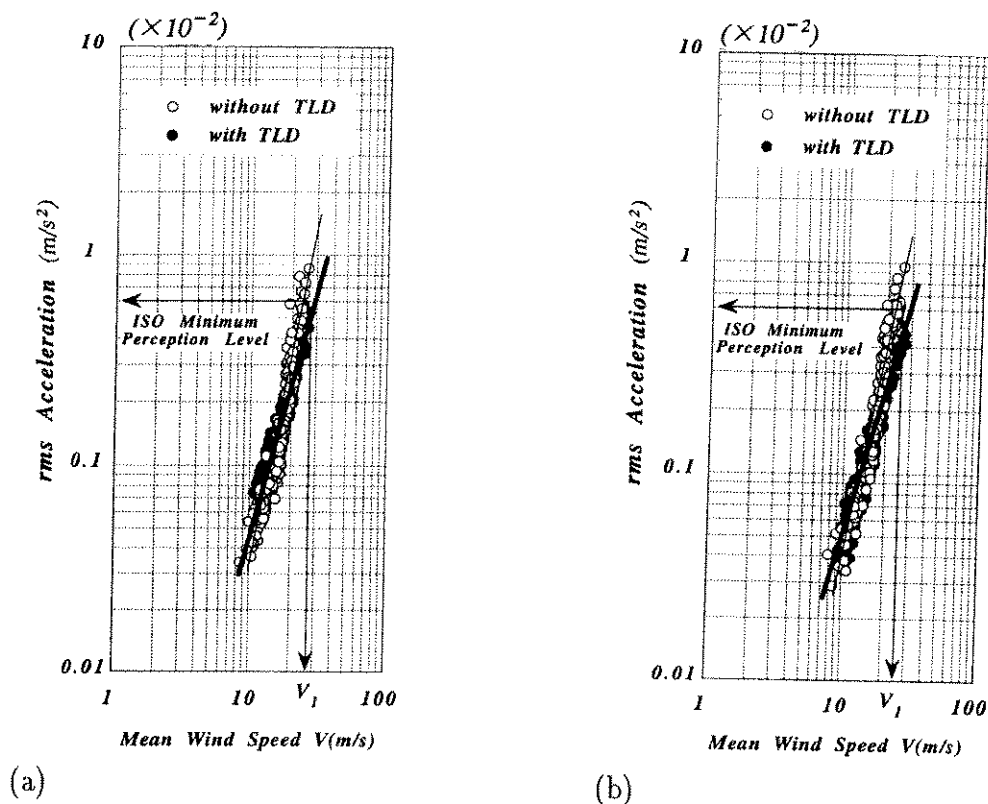 (×10⁻²)
10
○ without TLD
● with TLD
1
ISO Minimum
Perception Level
rms Acceleration (m/s²)
0.1
0.01
1 10 V₁ 100
Mean Wind Speed V(m/s)
(a)
(×10⁻²)
10
○ without TLD
● with TLD
1
ISO Minimum
Perception Level
rms Acceleration (m/s²)
0.1
0.01
1 10 V₁ 100
Mean Wind Speed V(m/s)
(b)